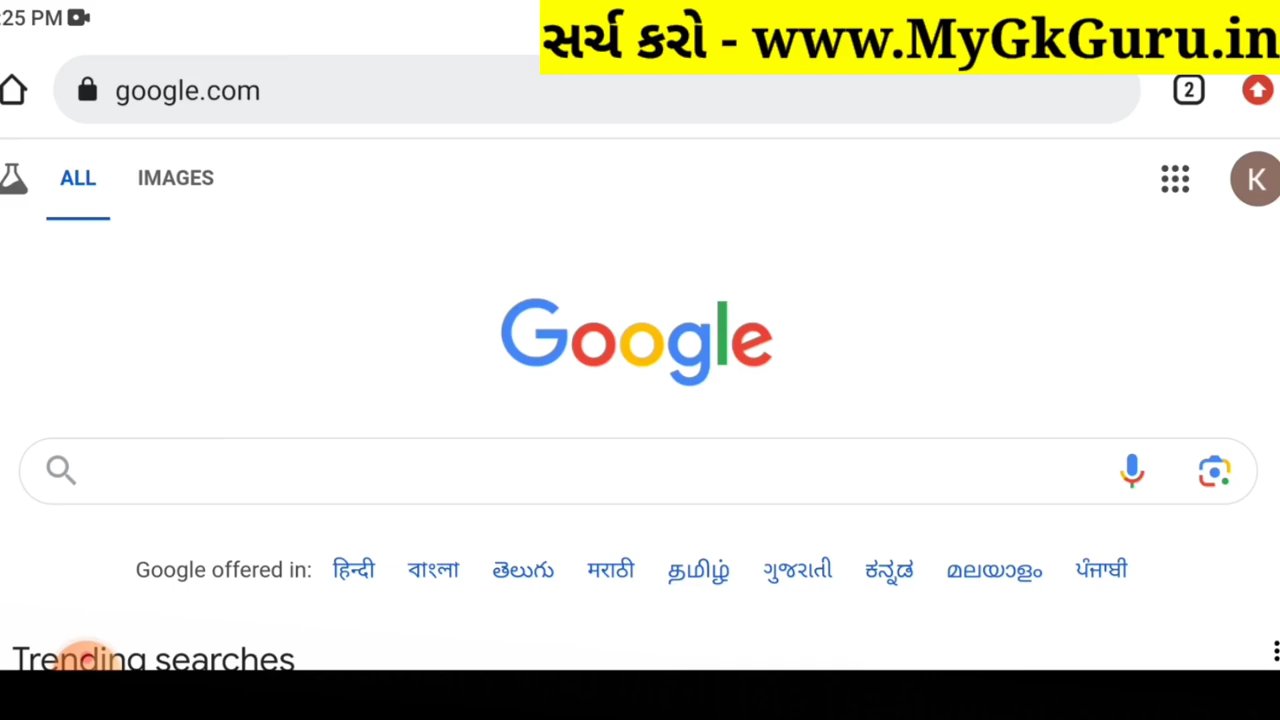 :25 PM
સર્ચ કરો - www.MyGkGuru.in
google.com
2
ALL IMAGES
K
Google
Google offered in: हिन्दी বাংলা తెలుగు मराठी தமிழ் ગુજરાતી ಕನ್ನಡ മലയാളം ਪੰਜਾਬੀ
Trending searches